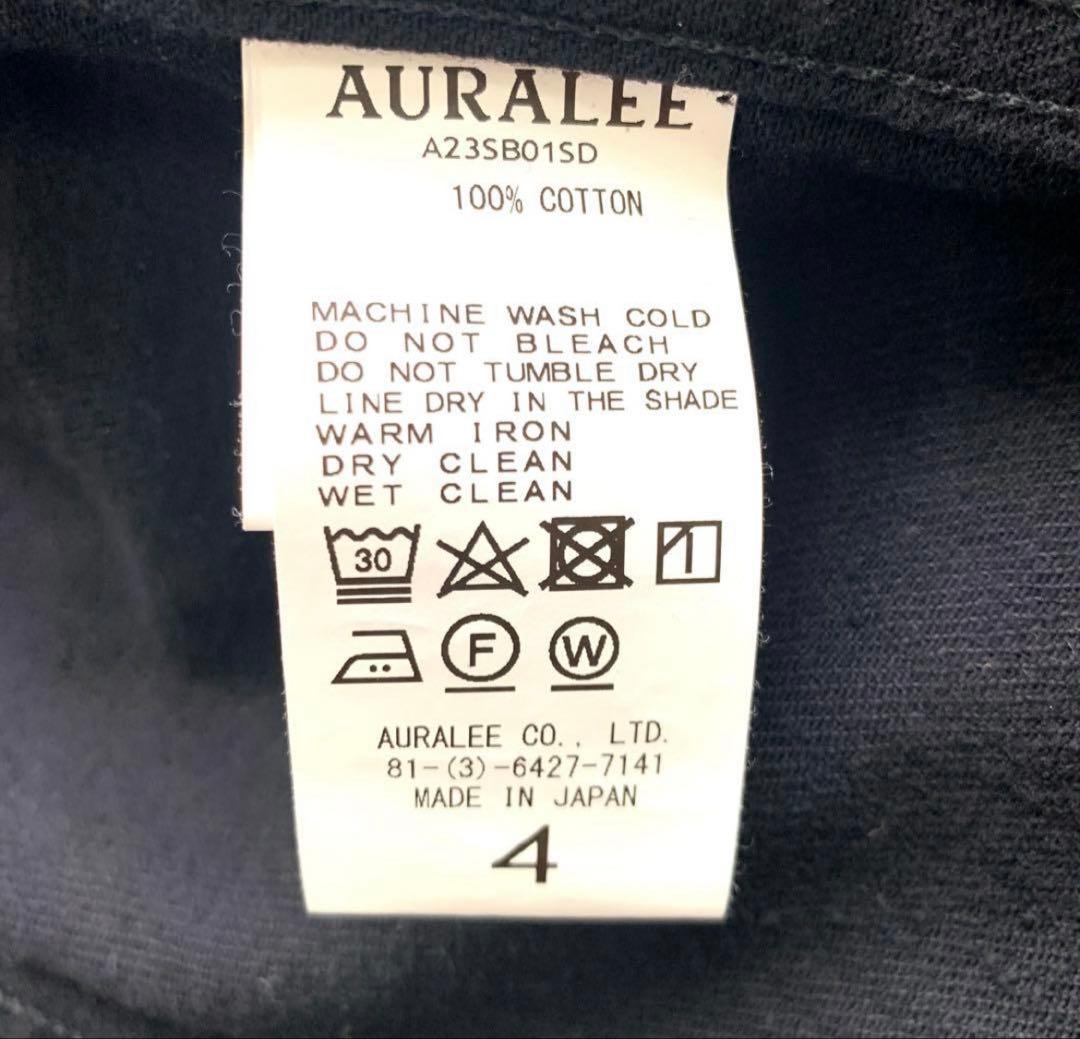 AURALEE
A23SB01SD
100% COTTON
MACHINE WASH COLD
DO NOT BLEACH
DO NOT TUMBLE DRY
LINE DRY IN THE SHADE
WARM IRON
DRY CLEAN
WET CLEAN
30
F W
AURALEE CO., LTD.
81-(3)-6427-7141
MADE IN JAPAN
4